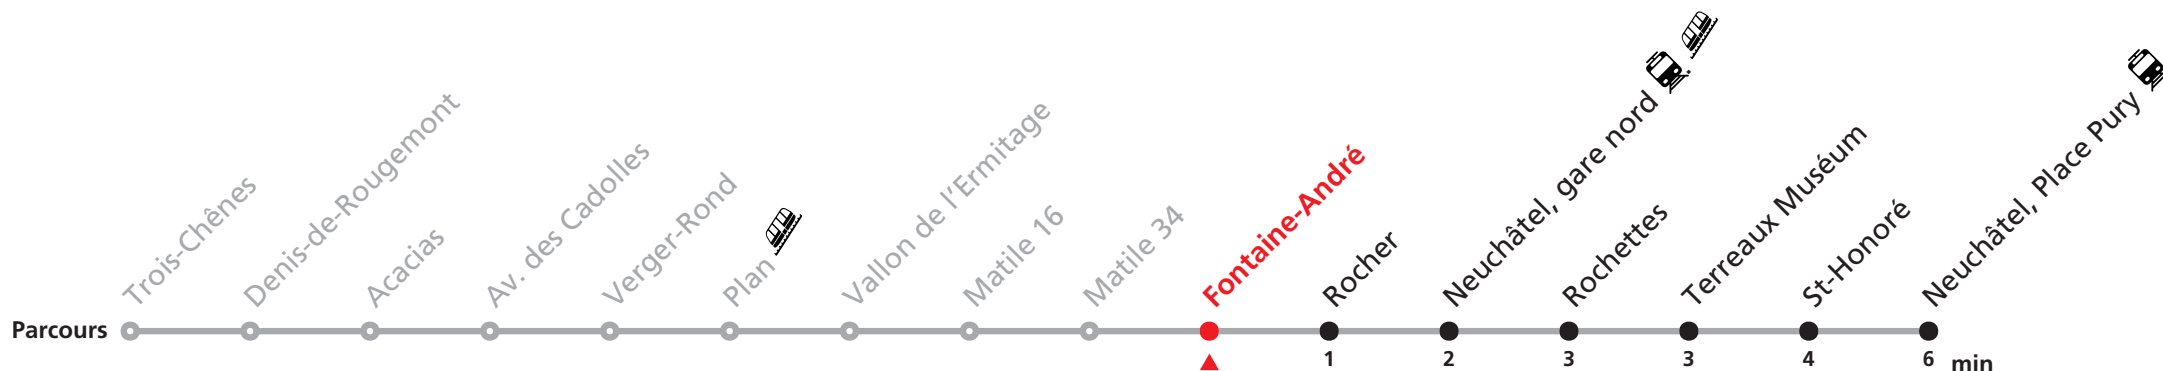 Trois-Chênes
Denis-de-Rougemont
Acacias
Av. des Cadolles
Verger-Rond
Plan
Vallon de l'Ermitage
Matile 16
Matile 34
Fontaine-André
Rocher
Neuchâtel, gare nord
Rochettes
Terreaux Muséum
St-Honoré
Neuchâtel, Place Pury
Parcours
1 2 3 3 4 6 min